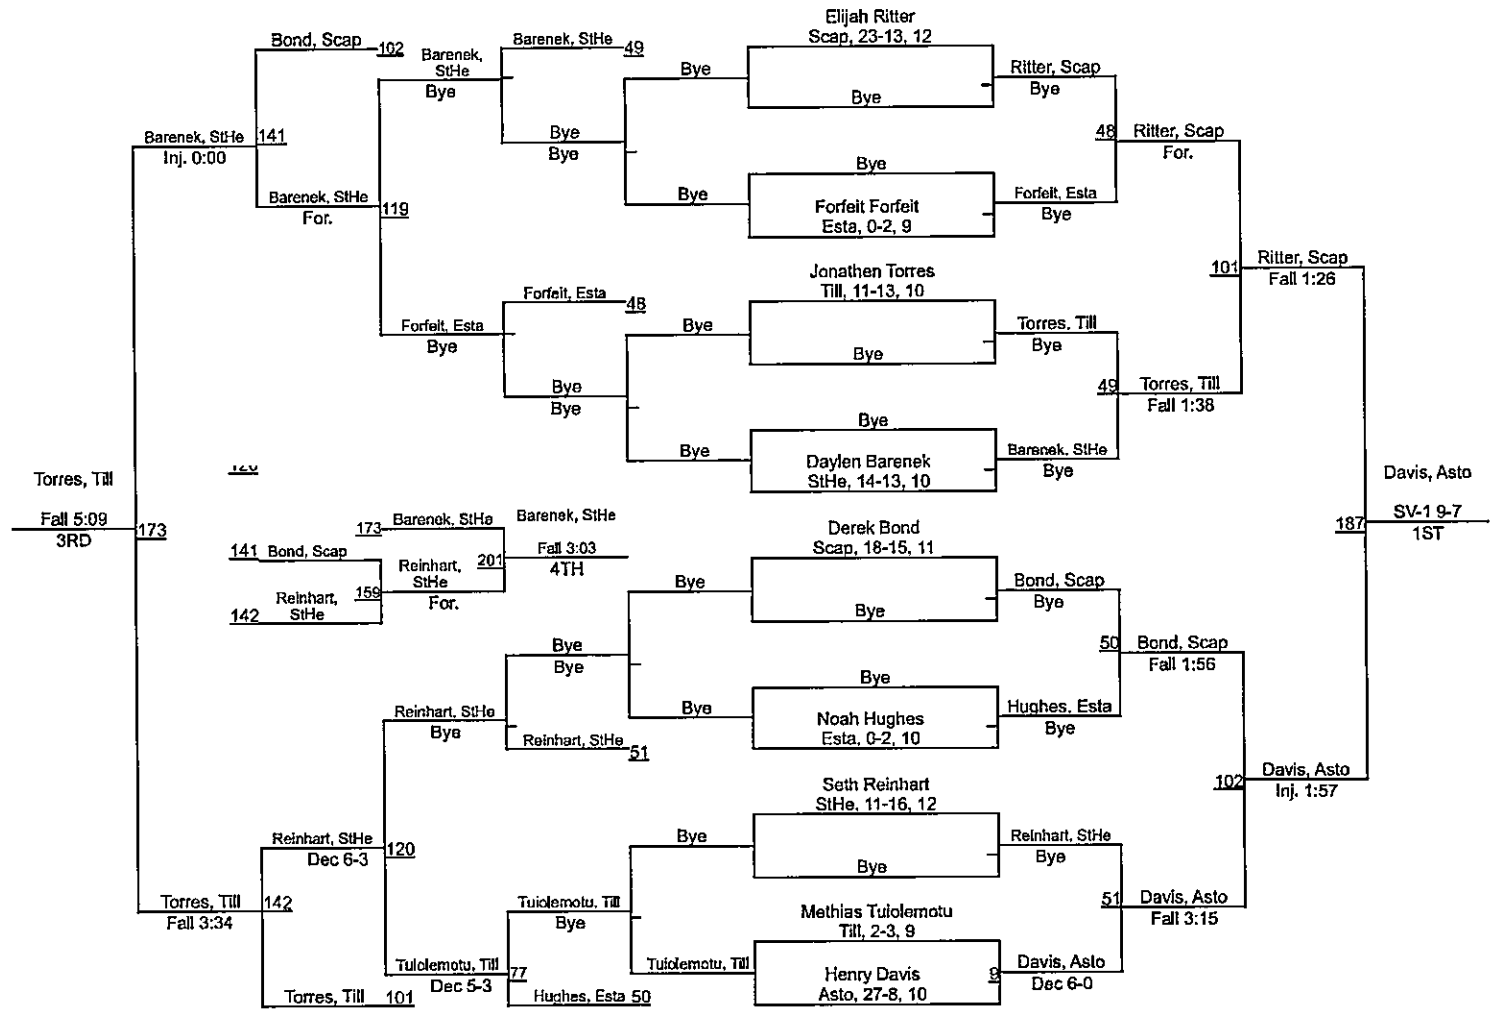 Elijah Ritter
Scap, 23-13, 12
Bye
Bye
Forfeit Forfeit
Esta, 0-2, 9
Jonathen Torres
Till, 11-13, 10
Bye
Bye
Daylen Barenek
StHe, 14-13, 10
Derek Bond
Scap, 18-15, 11
Bye
Bye
Noah Hughes
Esta, 0-2, 10
Seth Reinhart
StHe, 11-16, 12
Bye
Methias Tuiolemotu
Till, 2-3, 9
Henry Davis
Asto, 27-8, 10
9
Ritter, Scap
Bye
48
Forfeit, Esta
Bye
Torres, Till
Bye
49
Barenek, StHe
Bye
Bond, Scap
Bye
50
Hughes, Esta
Bye
Reinhart, StHe
Bye
51
Davis, Asto
Dec 6-0
Ritter, Scap
For.
101
Torres, Till
Fall 1:38
Bond, Scap
Fall 1:56
102
Davis, Asto
Fall 3:15
Ritter, Scap
Fall 1:26
187
Davis, Asto
Inj. 1:57
Davis, Asto
SV-1 9-7
1ST
Bye
Bye
Bye
Bye
Bye
Bye
Bye
Tuiolemotu, Till
Barenek, StHe
49
Bye
Bye
Forfeit, Esta
48
Bye
Bye
Bye
Bye
Reinhart, StHe
51
Tuiolemotu, Till
Bye
Hughes, Esta
50
Barenek,
StHe
Bye
Forfeit, Esta
Bye
Reinhart, StHe
Bye
Tuiolemotu, Till
Dec 5-3
77
Bond, Scap
102
Barenek, StHe
For.
119
Reinhart, StHe
Dec 6-3
120
Torres, Till
101
Barenek, StHe
Inj. 0:00
141
Torres, Till
Fall 3:34
142
Torres, Till
Fall 5:09
3RD
173
173
Barenek, StHe
141
Bond, Scap
Reinhart,
StHe
142
159
Reinhart,
StHe
For.
201
Barenek, StHe
Fall 3:03
4TH